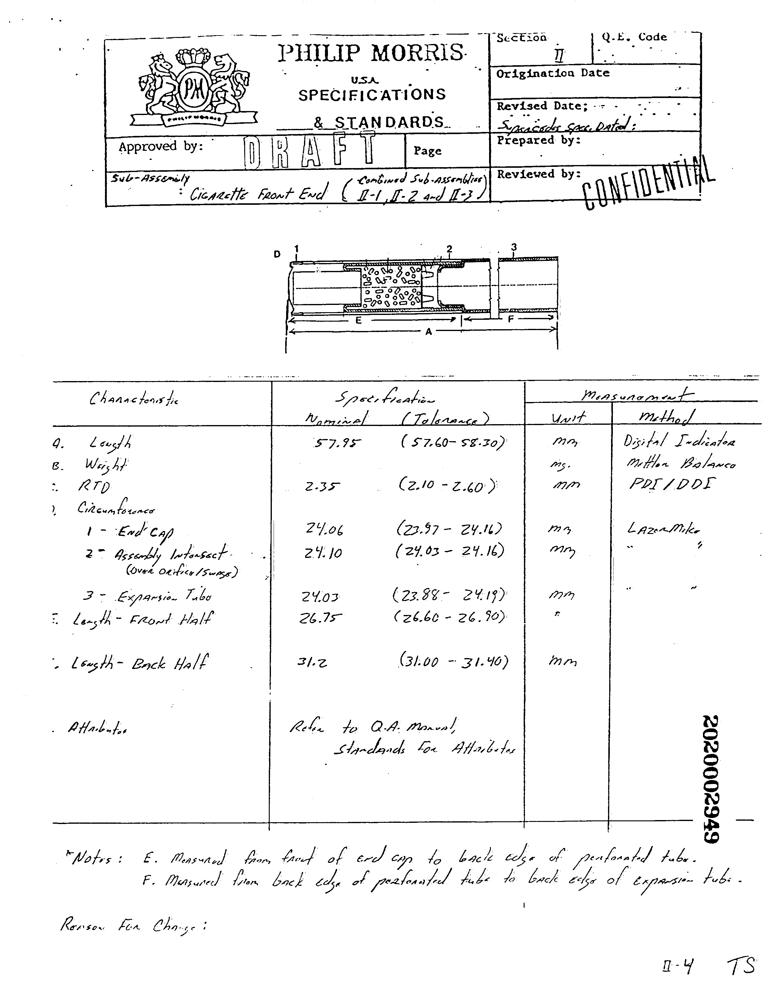 Section
II
Q.E. Code
PHILIP MORRIS
U.S.A.
SPECIFICATIONS
& STANDARDS
PM
PHILIP MORRIS
Origination Date
Revised Date;
Spec. Dated:
Approved by:
DRAFT
Page
Prepared by:
Sub-Assembly
: Cigarette Front End (Combined Sub-Assemblies) II-1, II-2 and II-3
Reviewed by:
CONFIDENTIAL
D 1 2 3
E F
A
Characteristic Specification Measurement
Nominal (Tolerance) Unit Method
A. Length 57.95 (57.60-58.30) mm Digital Indicator
B. Weight mg. Mettler Balance
: RTD 2.35 (2.10 - 2.60) mm PDI/DDI
). Circumference
1 - End Cap 24.06 (23.97 - 24.16) mm LazerMike
2 - Assembly Intersect. 24.10 (24.03 - 24.16) mm " "
(Over Orifice/Swage)
3 - Expansion Tube 24.03 (23.88 - 24.19) mm " "
E. Length - Front Half 26.75 (26.60 - 26.90) "
. Length - Back Half 31.2 (31.00 - 31.40) mm
. Attributes Refer to Q.A. Manual,
Standards For Attributes
2020002949
*Notes: E. Measured from front of end cap to back edge of perforated tube.
F. Measured from back edge of perforated tube to back edge of expansion tube.
Reason For Change:
II-4 TS